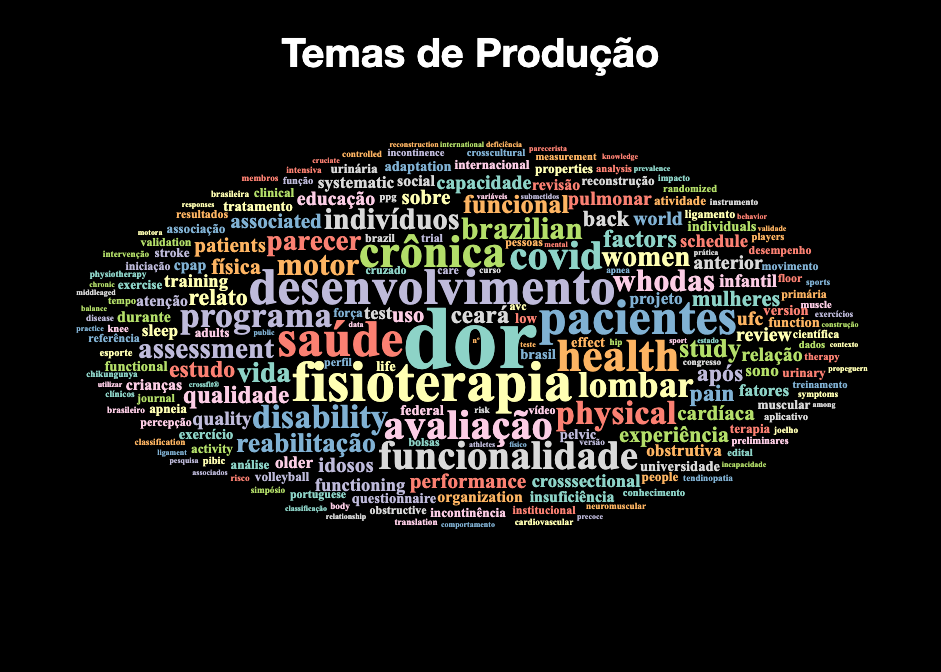 Temas de Produção
reconstruction international deficiência
controlled incontinence crosscultural parecerista
cruciate urinária adaptation internacional measurement knowledge
intensiva properties analysis prevalence
membros função systematic social capacidade revisão reconstrução impacto
brasileira clinical educação ppg sobre variáveis submetidos randomized
responses tratamento funcional pulmonar atividade instrumento
resultados associated indivíduos brazilian back world ligamento behavior
motora associação individuals validade
validation patients parecer brazil trial crônica pessoas mental covid factors schedule players
intervenção stroke women prática desempenho
iniciação cpap física motor cruzado care curso apnea anterior movimento
physiotherapy
chronic exercise training desenvolvimento whodas infantil floor sports
middleaged tempo atenção relato projeto mulheres primária muscle
balance durante programa força test uso ceará avc pacientes version exercícios
disease data low ufc function construção
practice knee sleep adults public saúde dor nº teste effect hip sport estado review científica
referência brasil study dados contexto
esporte assessment perfil life health congresso relação therapy
functional estudo vida fisioterapia lombar pain após sono urinary propeguern
chikungunya
utilizar crianças crossfit® qualidade fatores treinamento
clínicos journal symptoms
brasileiro apneia quality disability federal risk vídeo physical cardíaca muscular among
percepção avaliação aplicativo
exercício pelvic experiência terapia joelho
classification activity reabilitação bolsas athletes físico versão obstrutiva edital preliminares
ligament funcionalidade
pesquisa pibic análise older idosos universidade incapacidade
associados risco volleyball functioning performance crosssectional people tendinopatia
simpósio portuguese questionnaire organization insuficiência conhecimento
classificação body obstrutive incontinência institucional neuromuscular
relationship translation comportamento cardiovascular precoce